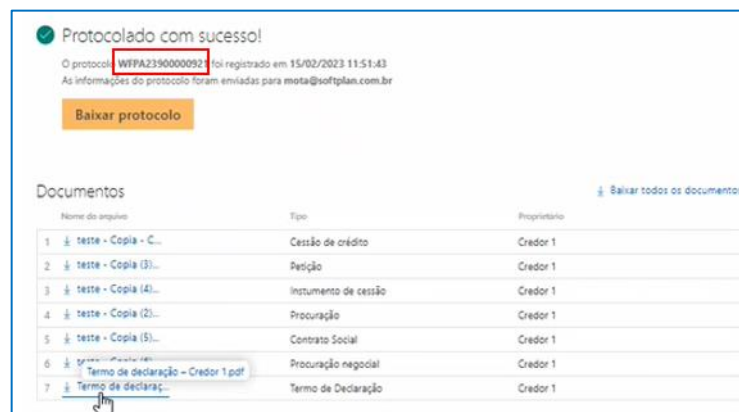 Protocolado com sucesso!
O protocolo WFPA23900000921 foi registrado em 15/02/2023 11:51:43
As informações do protocolo foram enviadas para mota@softplan.com.br
Baixar protocolo
Documentos
Baixar todos os documentos
Nome do arquivo Tipo Proprietário
1 teste - Copia - C... Cessão de crédito Credor 1
2 teste - Copia (3)... Petição Credor 1
3 teste - Copia (4)... Instumento de cessão Credor 1
4 teste - Copia (2)... Procuração Credor 1
5 teste - Copia (5)... Contrato Social Credor 1
6 Procuração negocial Credor 1
Termo de declaração – Credor 1.pdf
7 Termo de declaraç... Termo de Declaração Credor 1